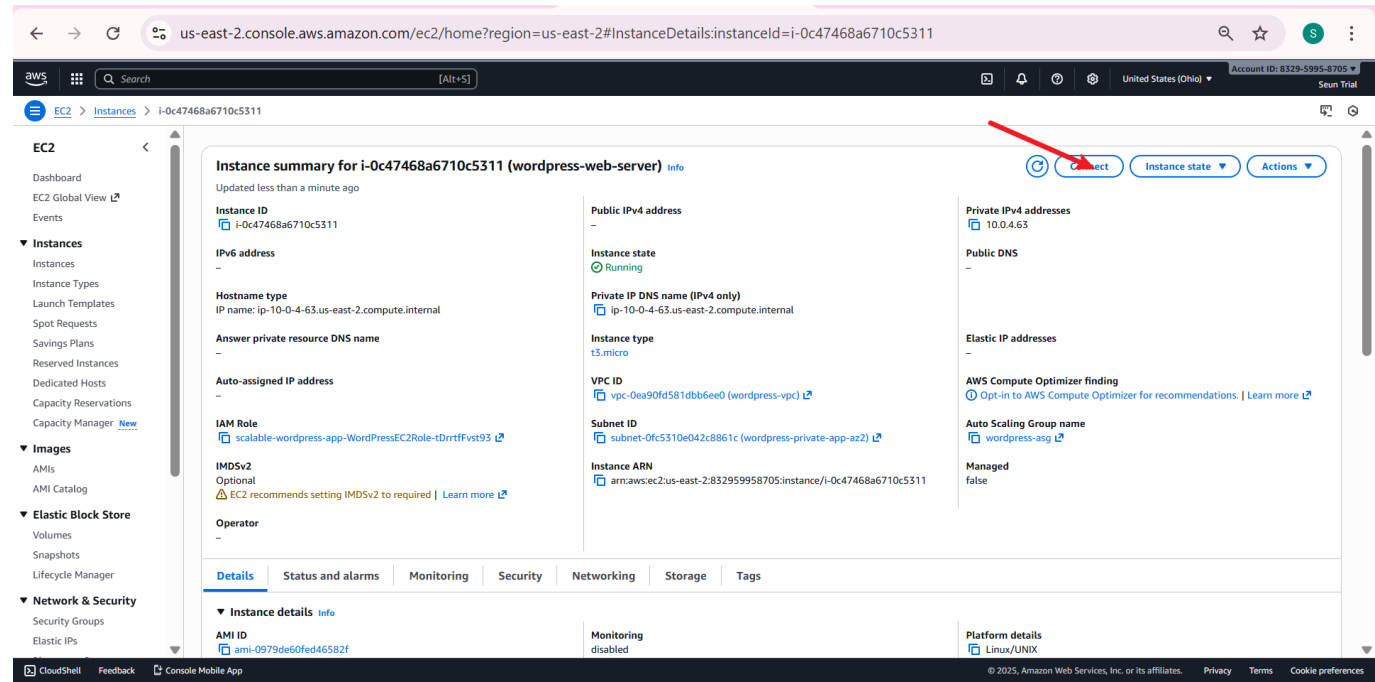 us-east-2.console.aws.amazon.com/ec2/home?region=us-east-2#InstanceDetails:instanceId=i-0c47468a6710c5311
S
aws
Search [Alt+S]
United States (Ohio) ▼
Account ID: 8329-5995-8705 ▼
Seun Trial
EC2 > Instances > i-0c47468a6710c5311
EC2
Dashboard
EC2 Global View
Events
▼ Instances
Instances
Instance Types
Launch Templates
Spot Requests
Savings Plans
Reserved Instances
Dedicated Hosts
Capacity Reservations
Capacity Manager New
▼ Images
AMIs
AMI Catalog
▼ Elastic Block Store
Volumes
Snapshots
Lifecycle Manager
▼ Network & Security
Security Groups
Elastic IPs
Instance summary for i-0c47468a6710c5311 (wordpress-web-server) Info
Updated less than a minute ago
Connect
Instance state ▼
Actions ▼
Instance ID
i-0c47468a6710c5311
Public IPv4 address
–
Private IPv4 addresses
10.0.4.63
IPv6 address
–
Instance state
Running
Public DNS
–
Hostname type
IP name: ip-10-0-4-63.us-east-2.compute.internal
Private IP DNS name (IPv4 only)
ip-10-0-4-63.us-east-2.compute.internal
Answer private resource DNS name
–
Instance type
t3.micro
Elastic IP addresses
–
Auto-assigned IP address
–
VPC ID
vpc-0ea90fd581dbb6ee0 (wordpress-vpc)
AWS Compute Optimizer finding
Opt-in to AWS Compute Optimizer for recommendations. | Learn more
IAM Role
scalable-wordpress-app-WordPressEC2Role-tDrrtfFvst93
Subnet ID
subnet-0fc5310e042c8861c (wordpress-private-app-az2)
Auto Scaling Group name
wordpress-asg
IMDSv2
Optional
EC2 recommends setting IMDSv2 to required | Learn more
Instance ARN
arn:aws:ec2:us-east-2:832959958705:instance/i-0c47468a6710c5311
Managed
false
Operator
–
Details
Status and alarms
Monitoring
Security
Networking
Storage
Tags
▼ Instance details Info
AMI ID
ami-0979de60fed46582f
Monitoring
disabled
Platform details
Linux/UNIX
CloudShell Feedback Console Mobile App
© 2025, Amazon Web Services, Inc. or its affiliates. Privacy Terms Cookie preferences